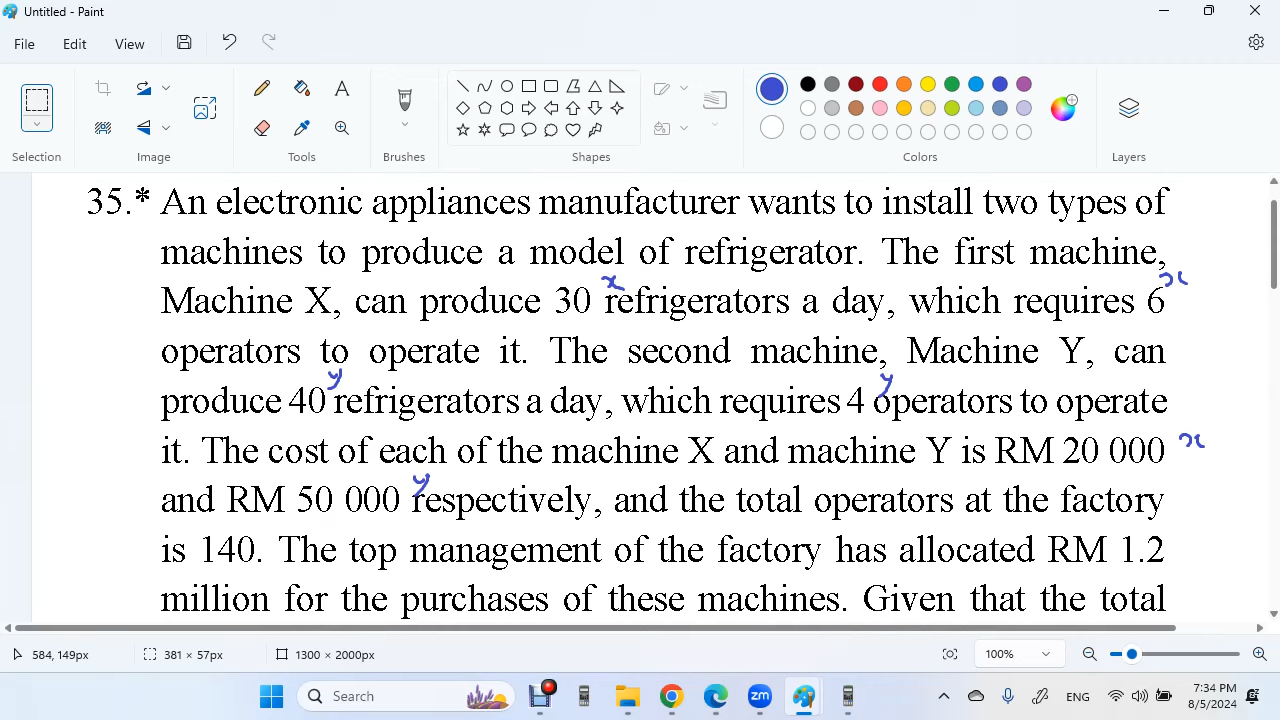 Untitled - Paint
File Edit View
Selection Image Tools Brushes Shapes Colors Layers
35.* An electronic appliances manufacturer wants to install two types of
machines to produce a model of refrigerator. The first machine,
x x
Machine X, can produce 30 refrigerators a day, which requires 6
operators to operate it. The second machine, Machine Y, can
y y
produce 40 refrigerators a day, which requires 4 operators to operate
it. The cost of each of the machine X and machine Y is RM 20 000 x
y
and RM 50 000 respectively, and the total operators at the factory
is 140. The top management of the factory has allocated RM 1.2
million for the purchases of these machines. Given that the total
584, 149px 381 × 57px 1300 × 2000px 100%
Search zm ENG 7:34 PM
8/5/2024